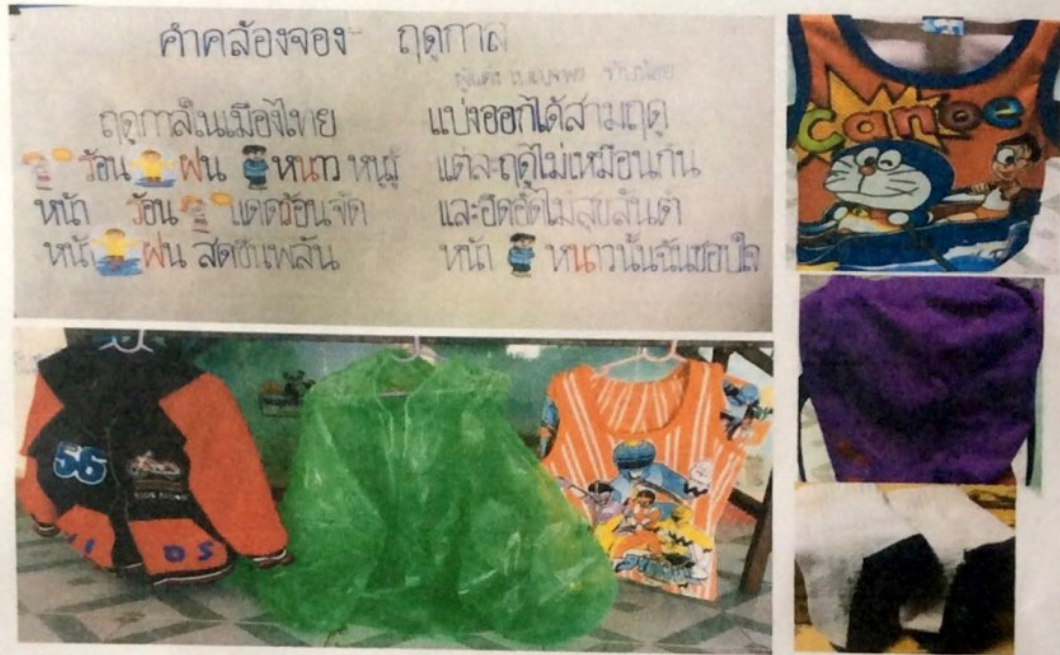 คำคล้องจอง ฤดูกาล
ฤดูกาลในเมืองไทย แบ่งออกได้สามฤดู
ร้อน ฝน หนาว หนูรู้ แต่ละฤดูไม่เหมือนกัน
หน้า ร้อน แดดร้อนจัด และอึดอัดไม่สุขสันต์
หน้า ฝน สดชื่นพลัน หน้า หนาวนั้นฉันชอบใจ
canoe
56